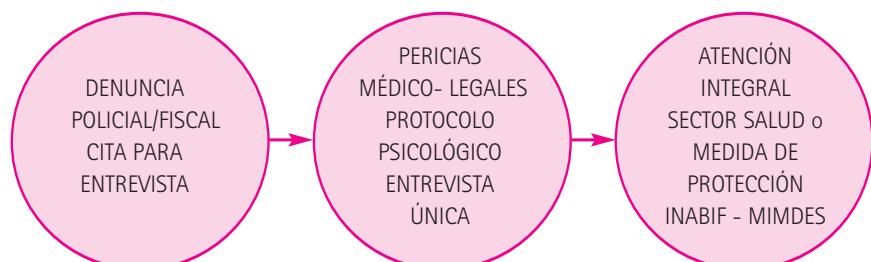 DENUNCIA
POLICIAL/FISCAL
CITA PARA
ENTREVISTA
PERICIAS
MÉDICO- LEGALES
PROTOCOLO
PSICOLÓGICO
ENTREVISTA
ÚNICA
ATENCIÓN
INTEGRAL
SECTOR SALUD o
MEDIDA DE
PROTECCIÓN
INABIF - MIMDES